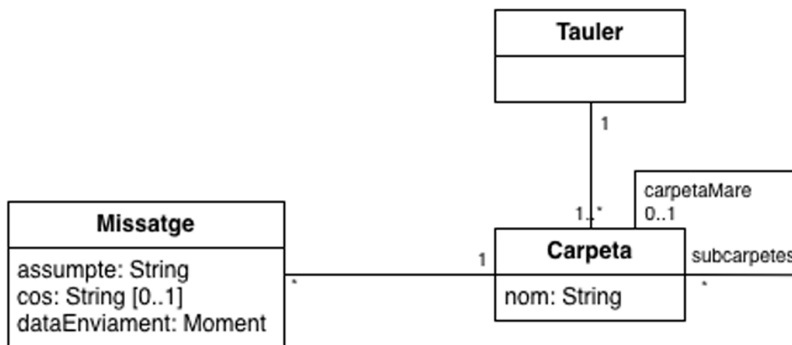 Tauler
1
carpetaMare
0..1
1..*
Missatge
assumpte: String
cos: String [0..1]
dataEnviament: Moment
*
1
Carpeta
nom: String
subcarpetes
*